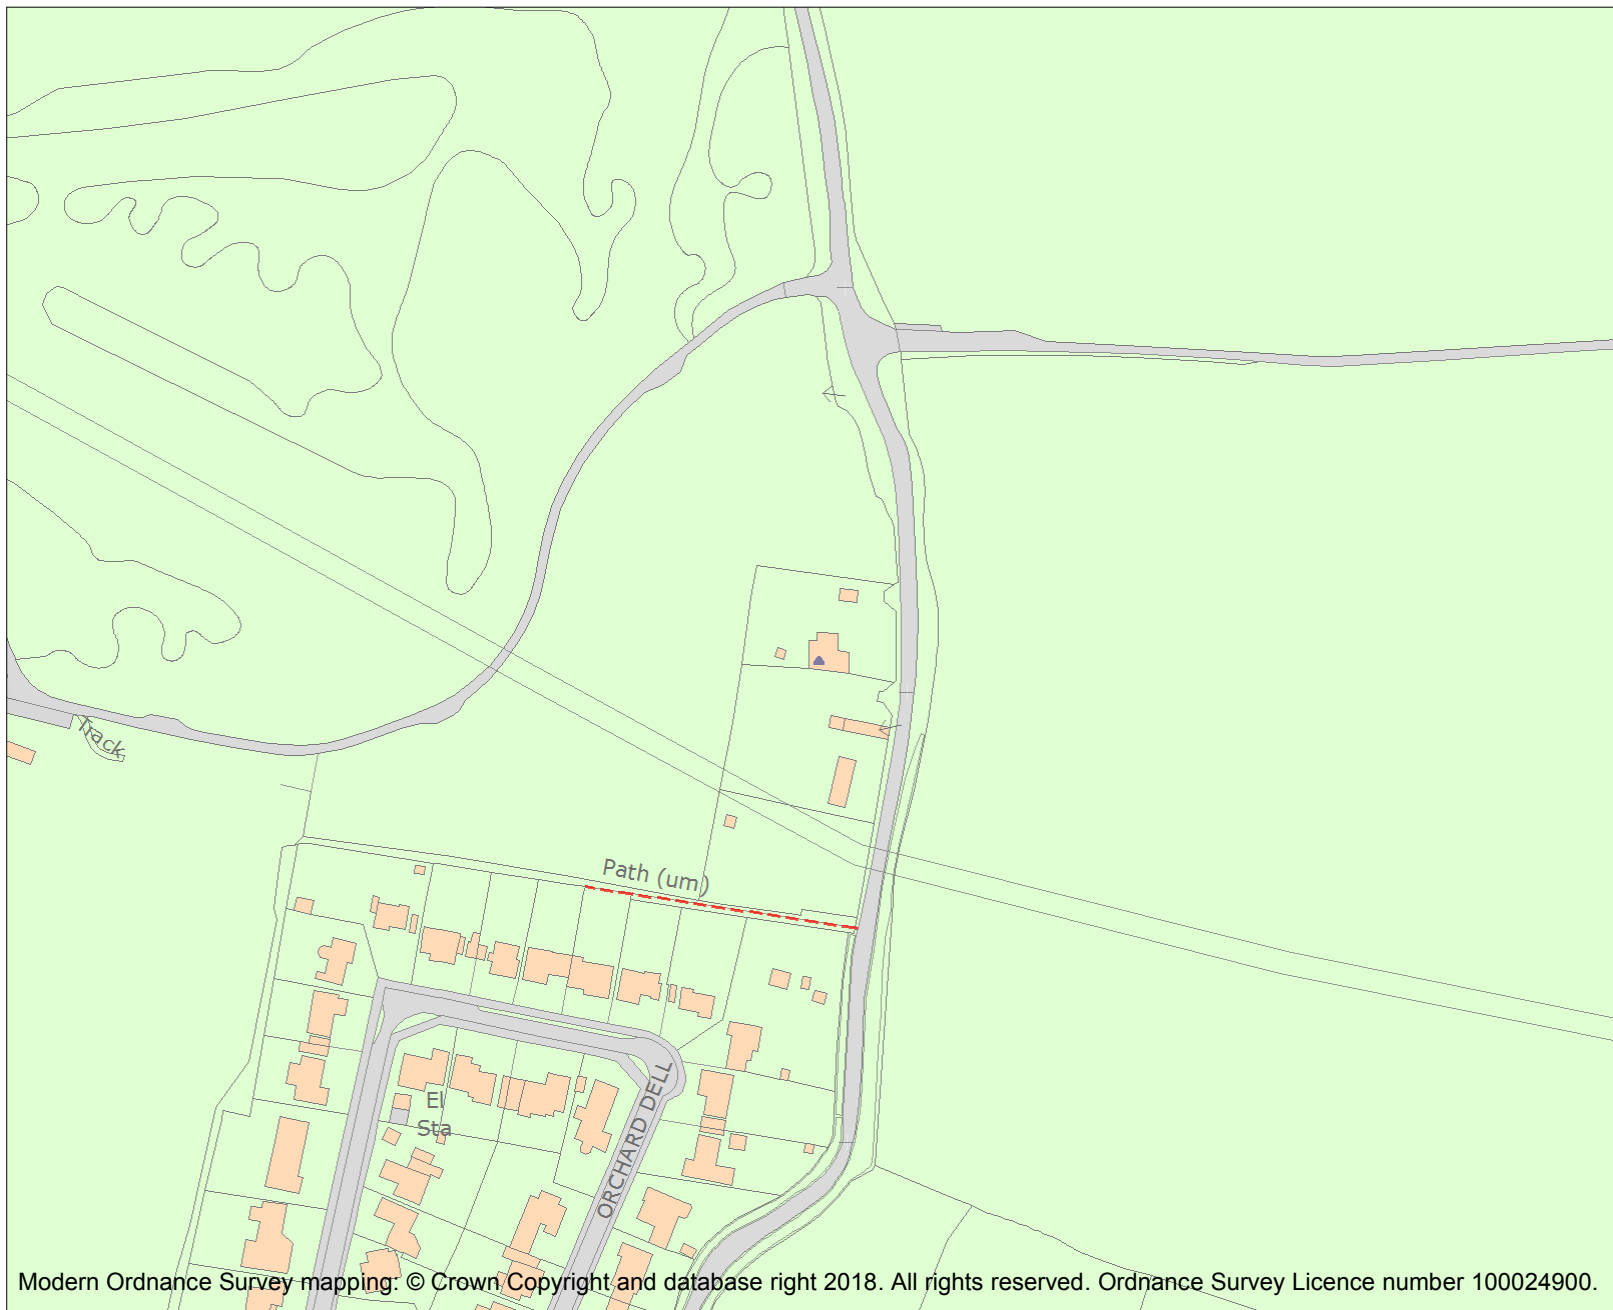 Track
Path (um)
El
Sta
ORCHARD DELL
Modern Ordnance Survey mapping: © Crown Copyright and database right 2018. All rights reserved. Ordnance Survey Licence number 100024900.